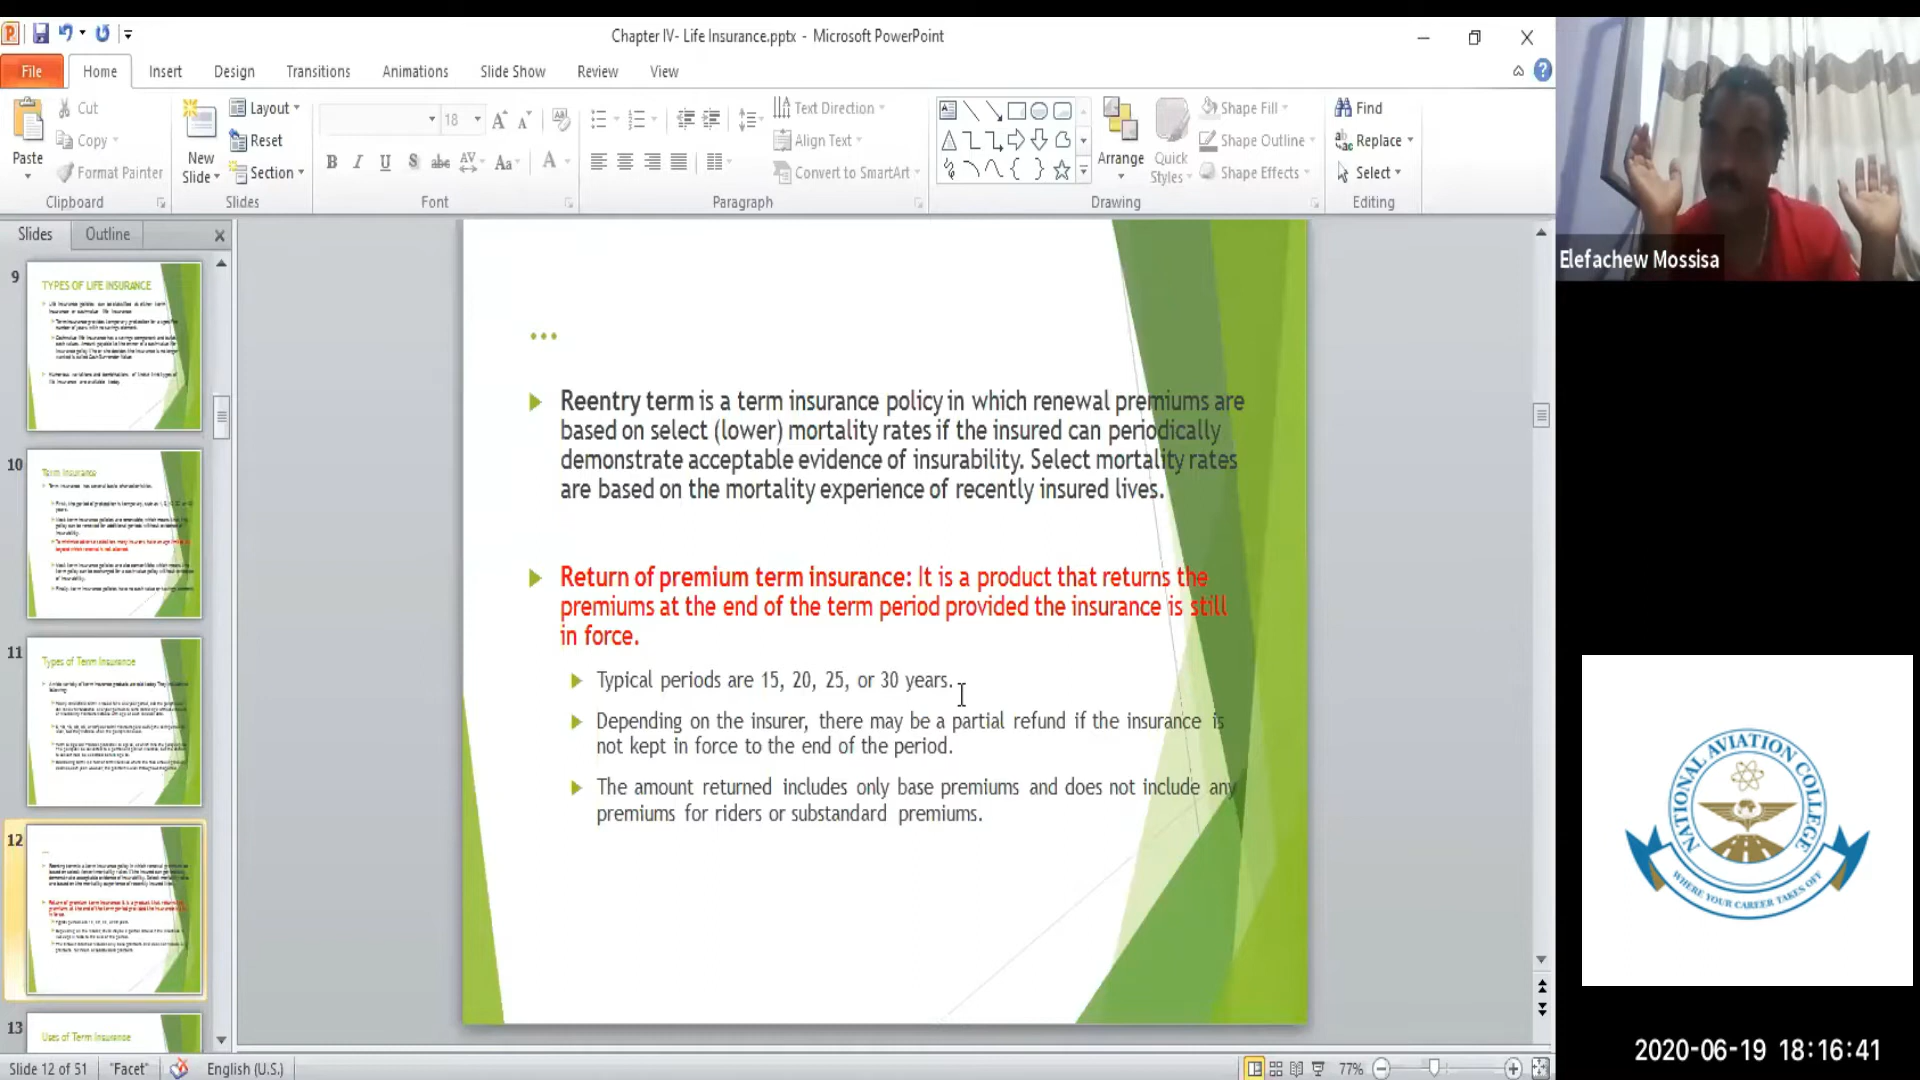 Chapter IV- Life Insurance.pptx - Microsoft PowerPoint
File Home Insert Design Transitions Animations Slide Show Review View
Cut
Copy
Format Painter
Paste
Clipboard
New Slide
Layout
Reset
Section
Slides
18
B I U S abc AV Aa A
Font
Text Direction
Align Text
Convert to SmartArt
Paragraph
Arrange
Quick Styles
Shape Fill
Shape Outline
Shape Effects
Drawing
Find
Replace
Select
Editing
Slides Outline
9
TYPES OF LIFE INSURANCE
10
Term Insurance
11
Types of Term Insurance
12
13
Uses of Term Insurance
...
Reentry term is a term insurance policy in which renewal premiums are
based on select (lower) mortality rates if the insured can periodically
demonstrate acceptable evidence of insurability. Select mortality rates
are based on the mortality experience of recently insured lives.
Return of premium term insurance: It is a product that returns the
premiums at the end of the term period provided the insurance is still
in force.
Typical periods are 15, 20, 25, or 30 years.
Depending on the insurer, there may be a partial refund if the insurance is
not kept in force to the end of the period.
The amount returned includes only base premiums and does not include any
premiums for riders or substandard premiums.
Slide 12 of 51 "Facet" English (U.S.)
77%
Elefachew Mossisa
NATIONAL AVIATION COLLEGE
WHERE YOUR CAREER TAKES OFF
2020-06-19 18:16:41